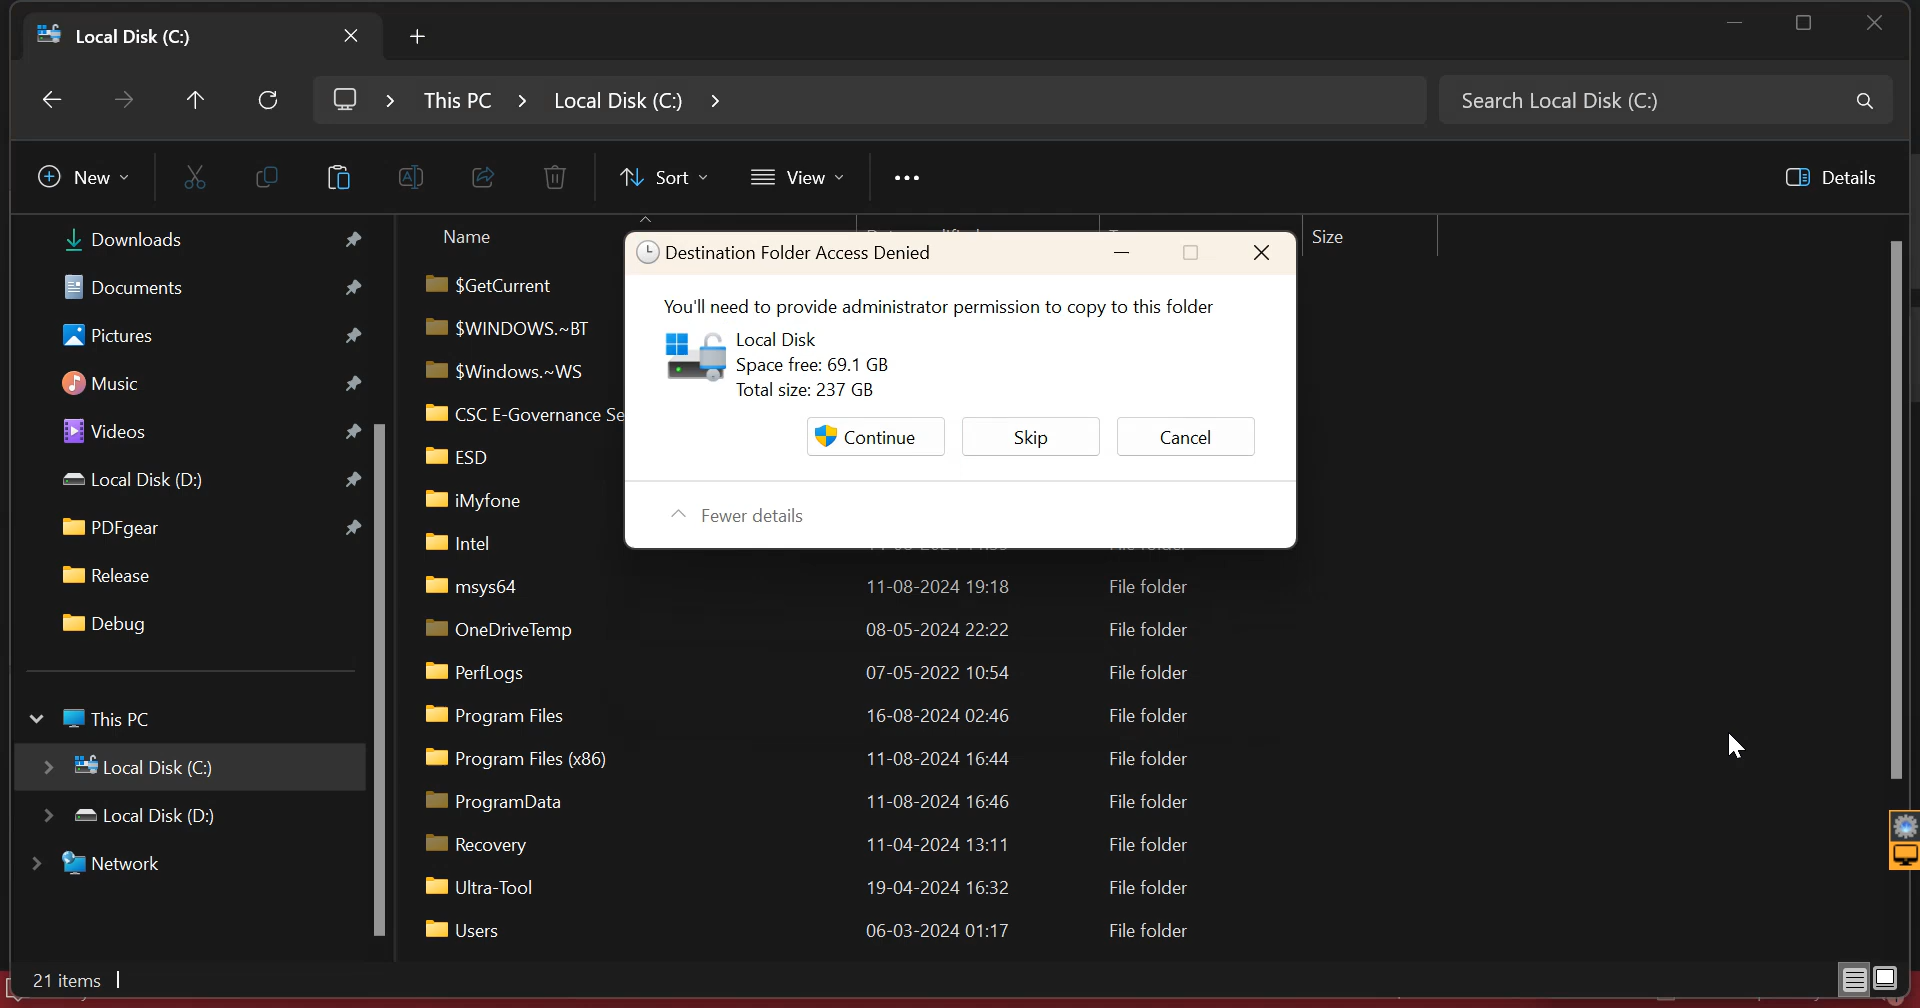 Local Disk (C:)
This PC
Local Disk (C:)
Search Local Disk (C:)
New
Sort
View
Details
Downloads
Documents
Pictures
Music
Videos
Local Disk (D:)
PDFgear
Release
Debug
This PC
Local Disk (C:)
Local Disk (D:)
Network
Name
Size
$GetCurrent
$WINDOWS.~BT
$Windows.~WS
CSC E-Governance Se
ESD
iMyfone
Intel
msys64 11-08-2024 19:18 File folder
OneDriveTemp 08-05-2024 22:22 File folder
PerfLogs 07-05-2022 10:54 File folder
Program Files 16-08-2024 02:46 File folder
Program Files (x86) 11-08-2024 16:44 File folder
ProgramData 11-08-2024 16:46 File folder
Recovery 11-04-2024 13:11 File folder
Ultra-Tool 19-04-2024 16:32 File folder
Users 06-03-2024 01:17 File folder
Destination Folder Access Denied
You'll need to provide administrator permission to copy to this folder
Local Disk
Space free: 69.1 GB
Total size: 237 GB
Continue
Skip
Cancel
Fewer details
21 items